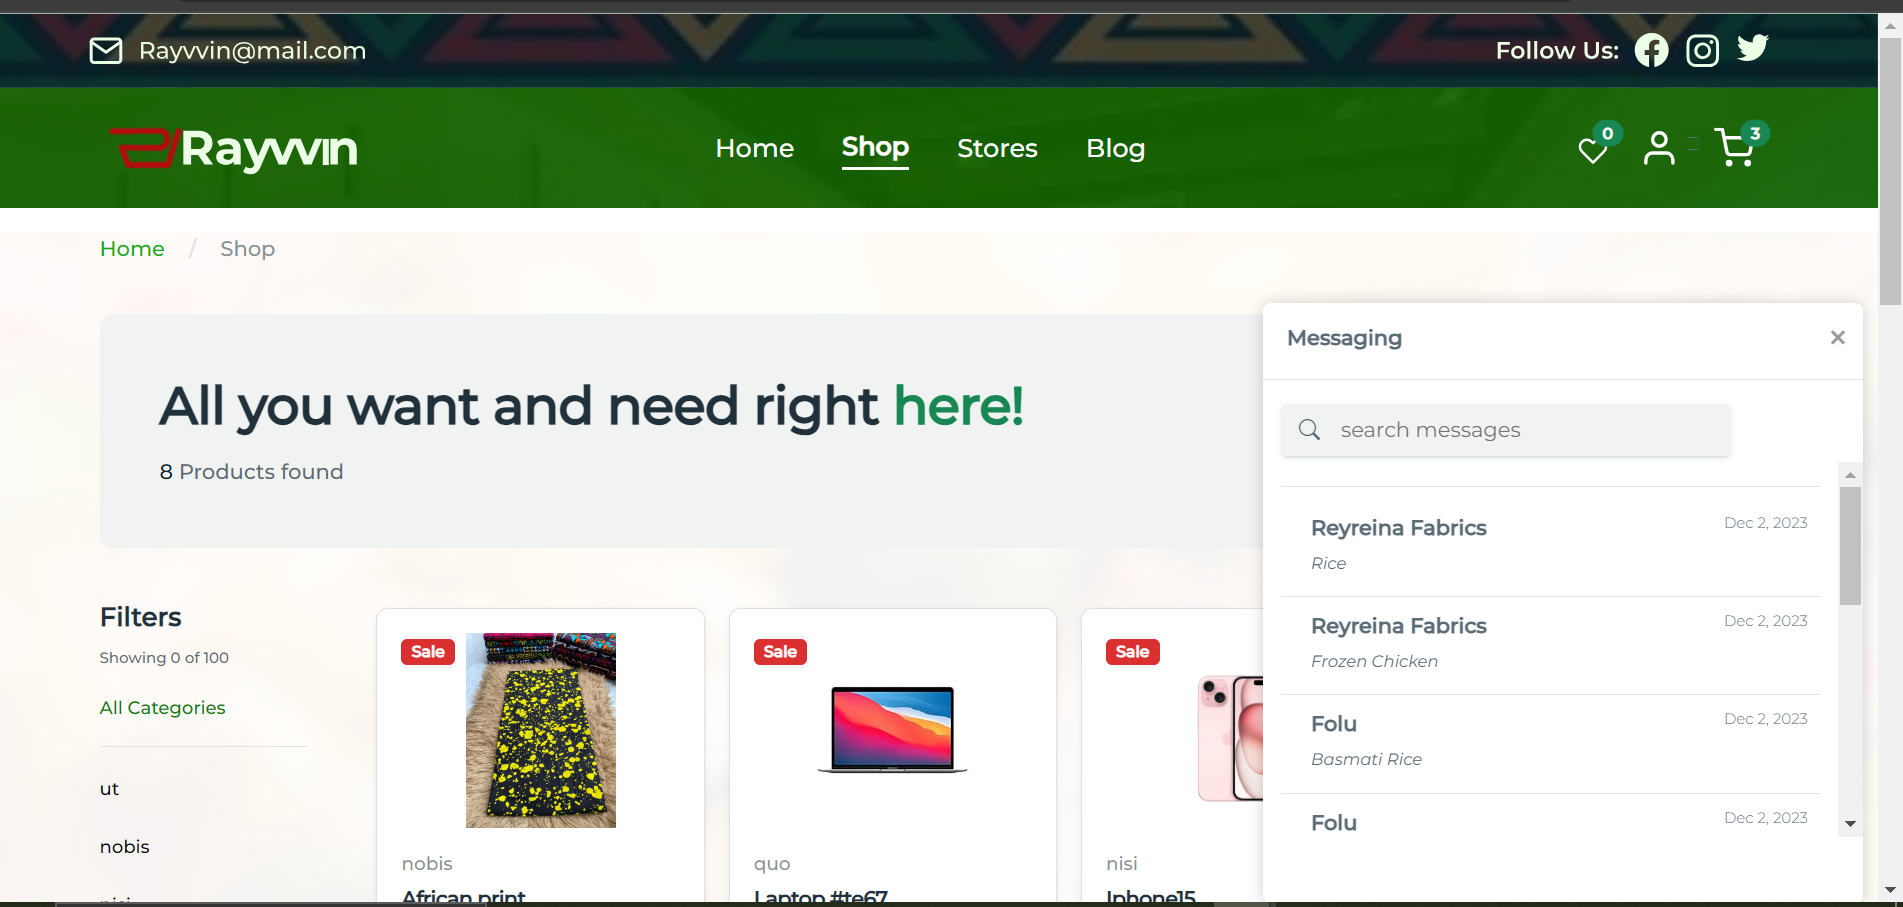 Rayvvin@mail.com
Follow Us:
Rayvvin
Home
Shop
Stores
Blog
0
3
Home / Shop
All you want and need right here!
8 Products found
Filters
Showing 0 of 100
All Categories
ut
nobis
Sale
nobis
African print
Sale
quo
Laptop #te67
Sale
nisi
Iphone15
Messaging
×
search messages
Reyreina Fabrics
Dec 2, 2023
Rice
Reyreina Fabrics
Dec 2, 2023
Frozen Chicken
Folu
Dec 2, 2023
Basmati Rice
Folu
Dec 2, 2023